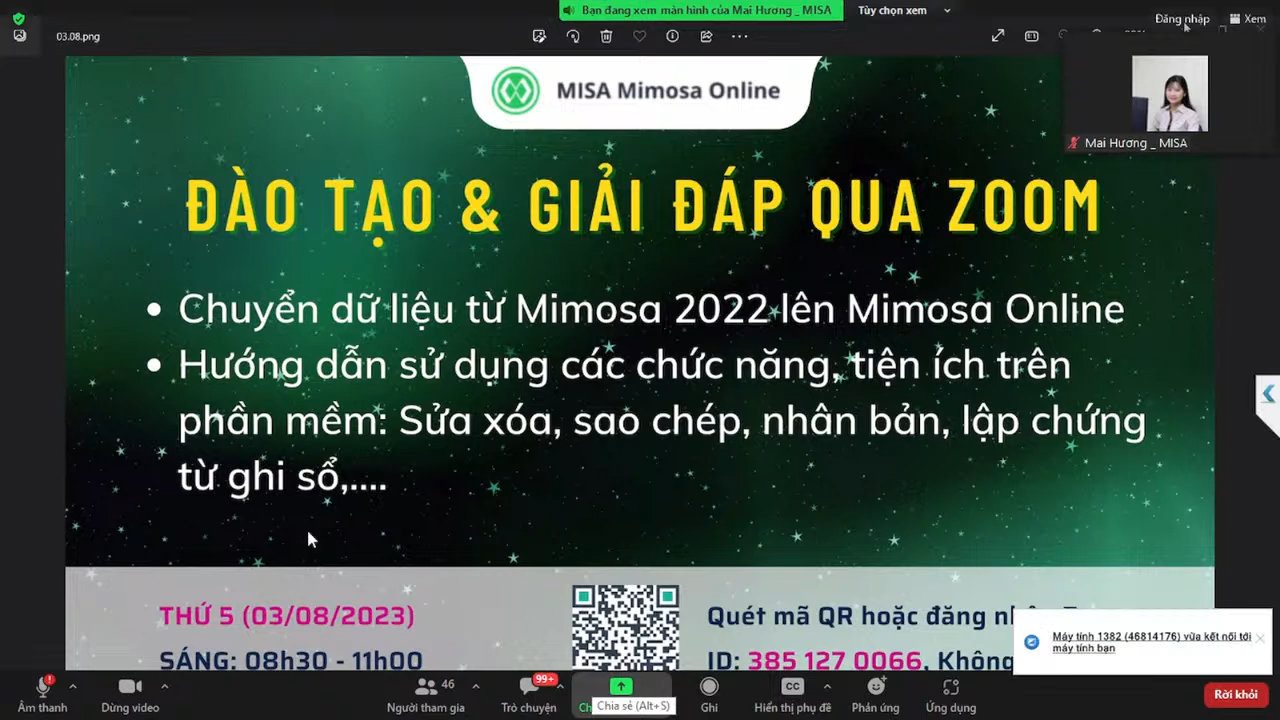 Bạn đang xem màn hình của Mai Hương _ MISA
Tùy chọn xem
Đăng nhập
Xem
03.08.png
MISA Mimosa Online
Mai Hương _ MISA
ĐÀO TẠO & GIẢI ĐÁP QUA ZOOM
• Chuyển dữ liệu từ Mimosa 2022 lên Mimosa Online
• Hướng dẫn sử dụng các chức năng, tiện ích trên
phần mềm: Sửa xóa, sao chép, nhân bản, lập chứng
từ ghi sổ,....
THỨ 5 (03/08/2023)
SÁNG: 08h30 - 11h00
Quét mã QR hoặc đăng
ID: 385 127 0066, Không
Máy tính 1382 (46814176) vừa kết nối tới
máy tính bạn
Âm thanh
Dừng video
46
Người tham gia
99+
Trò chuyện
Chia sẻ (Alt+S)
Ghi
CC
Hiển thị phụ đề
Phản ứng
Ứng dụng
Rời khỏi